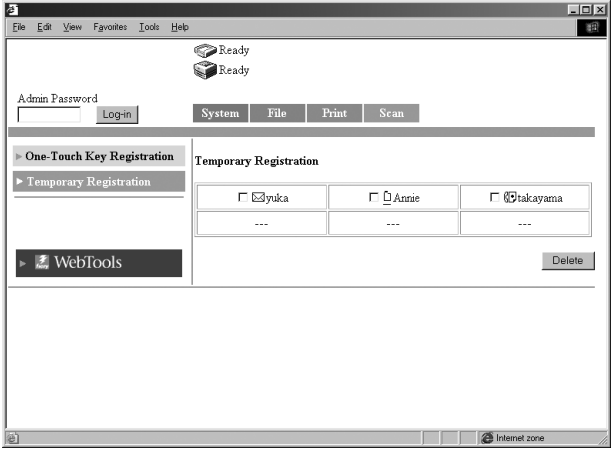 File Edit View Favorites Tools Help
Ready
Ready
Admin Password
Log-in
System File Print Scan
One-Touch Key Registration
Temporary Registration
WebTools
Temporary Registration
yuka Annie takayama
--- --- ---
Delete
Internet zone